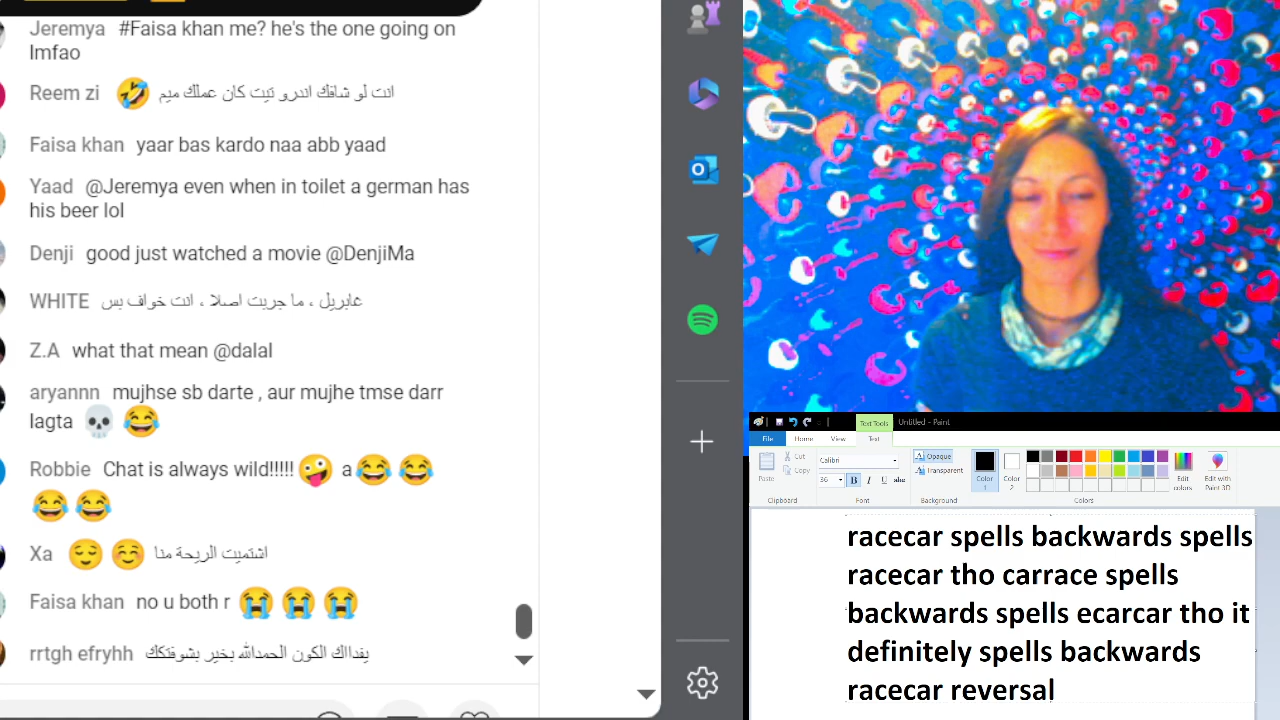 Jeremya #Faisa khan me? he's the one going on
lmfao
Reem zi 🤣 انت لو شافك اندرو تيت كان عملك ميم
Faisa khan yaar bas kardo naa abb yaad
Yaad @Jeremya even when in toilet a german has
his beer lol
Denji good just watched a movie @DenjiMa
WHITE غابريل ، ما جربت اصلا ، انت خواف بس
Z.A what that mean @dalal
aryannn mujhse sb darte , aur mujhe tmse darr
lagta 💀 😂
Robbie Chat is always wild!!!!! 🤪 a 😂 😂
😂 😂
Xa 😌 ☺️ اشتميت الريحة منا
Faisa khan no u both r 😭 😭 😭
rrtgh efryhh يفدااك الكون الحمدالله بخير بشوفتكك
Text Tools Untitled - Paint
File Home View Text
Paste Cut Copy Calibri 36 B I U abc Opaque Transparent Color 1 Color 2 Edit colors Edit with Paint 3D
Clipboard Font Background Colors
racecar spells backwards spells
racecar tho carrace spells
backwards spells ecarcar tho it
definitely spells backwards
racecar reversal